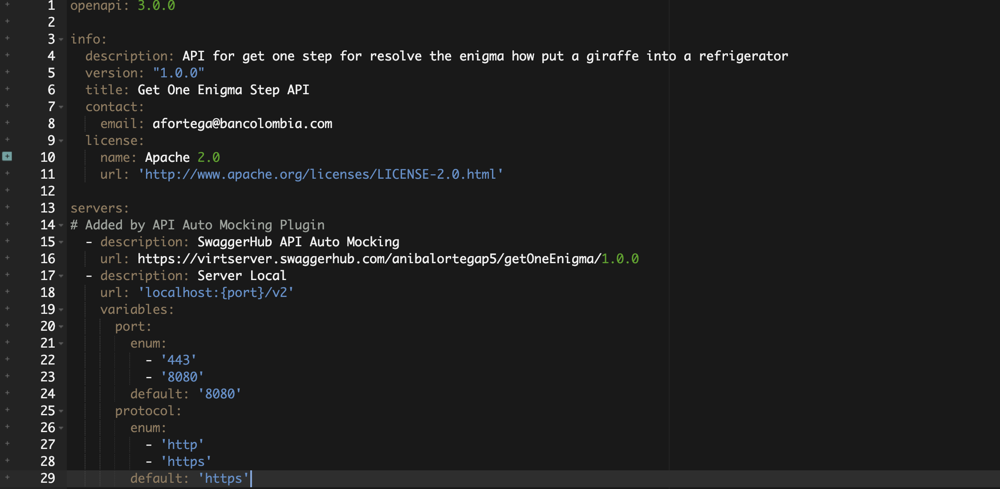 1 openapi: 3.0.0
2
3 info:
4   description: API for get one step for resolve the enigma how put a giraffe into a refrigerator
5   version: "1.0.0"
6   title: Get One Enigma Step API
7   contact:
8     email: afortega@bancolombia.com
9   license:
10     name: Apache 2.0
11     url: 'http://www.apache.org/licenses/LICENSE-2.0.html'
12
13 servers:
14 # Added by API Auto Mocking Plugin
15   - description: SwaggerHub API Auto Mocking
16     url: https://virtserver.swaggerhub.com/anibalortegap5/getOneEnigma/1.0.0
17   - description: Server Local
18     url: 'localhost:{port}/v2'
19     variables:
20       port:
21         enum:
22           - '443'
23           - '8080'
24         default: '8080'
25       protocol:
26         enum:
27           - 'http'
28           - 'https'
29         default: 'https'